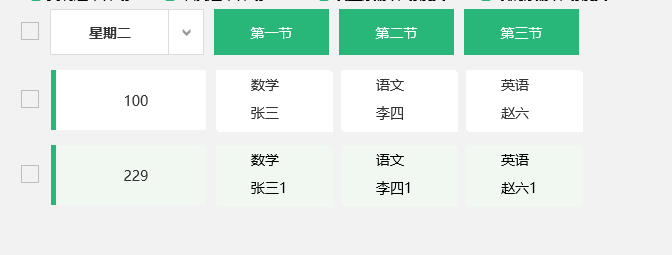 星期二 第一节 第二节 第三节
100 数学 语文 英语
张三 李四 赵六
229 数学 语文 英语
张三1 李四1 赵六1